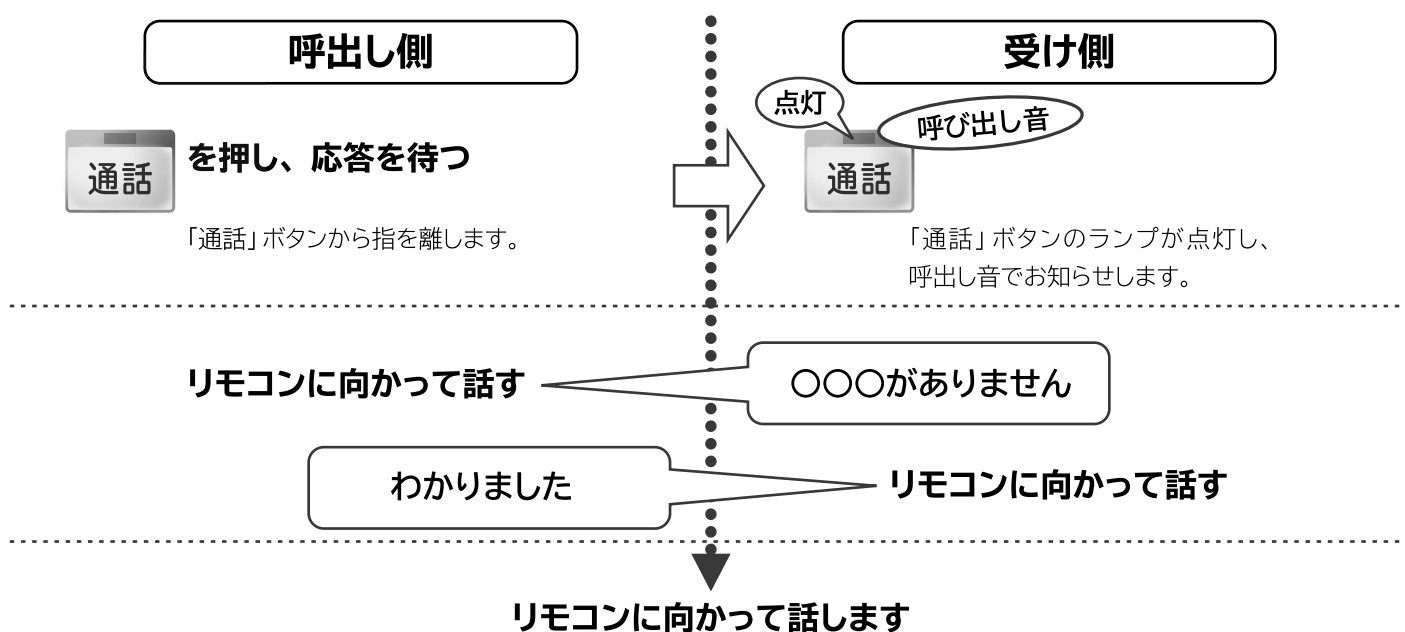 呼出し側
受け側
通話 を押し、応答を待つ
「通話」ボタンから指を離します。
点灯
呼び出し音
通話
「通話」ボタンのランプが点灯し、
呼出し音でお知らせします。
リモコンに向かって話す
〇〇〇がありません
わかりました
リモコンに向かって話す
リモコンに向かって話します